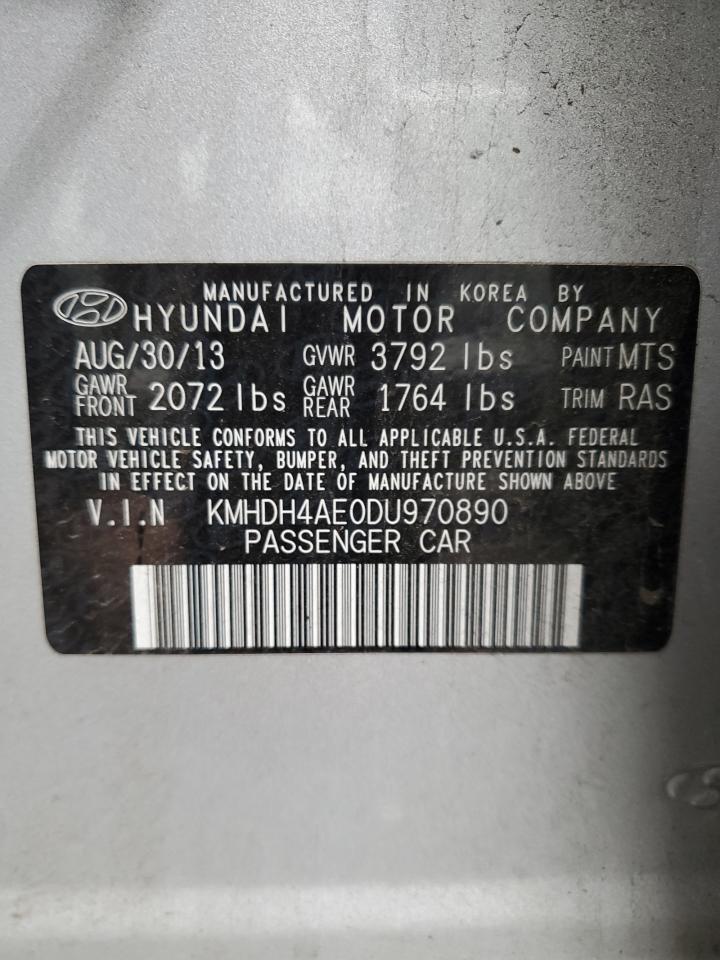 MANUFACTURED IN KOREA BY
HYUNDAI MOTOR COMPANY
AUG/30/13 GVWR 3792 lbs PAINT MTS
GAWR FRONT 2072 lbs GAWR REAR 1764 lbs TRIM RAS
THIS VEHICLE CONFORMS TO ALL APPLICABLE U.S.A. FEDERAL
MOTOR VEHICLE SAFETY, BUMPER, AND THEFT PREVENTION STANDARDS
IN EFFECT ON THE DATE OF MANUFACTURE SHOWN ABOVE
V.I.N KMHDH4AE0DU970890
PASSENGER CAR